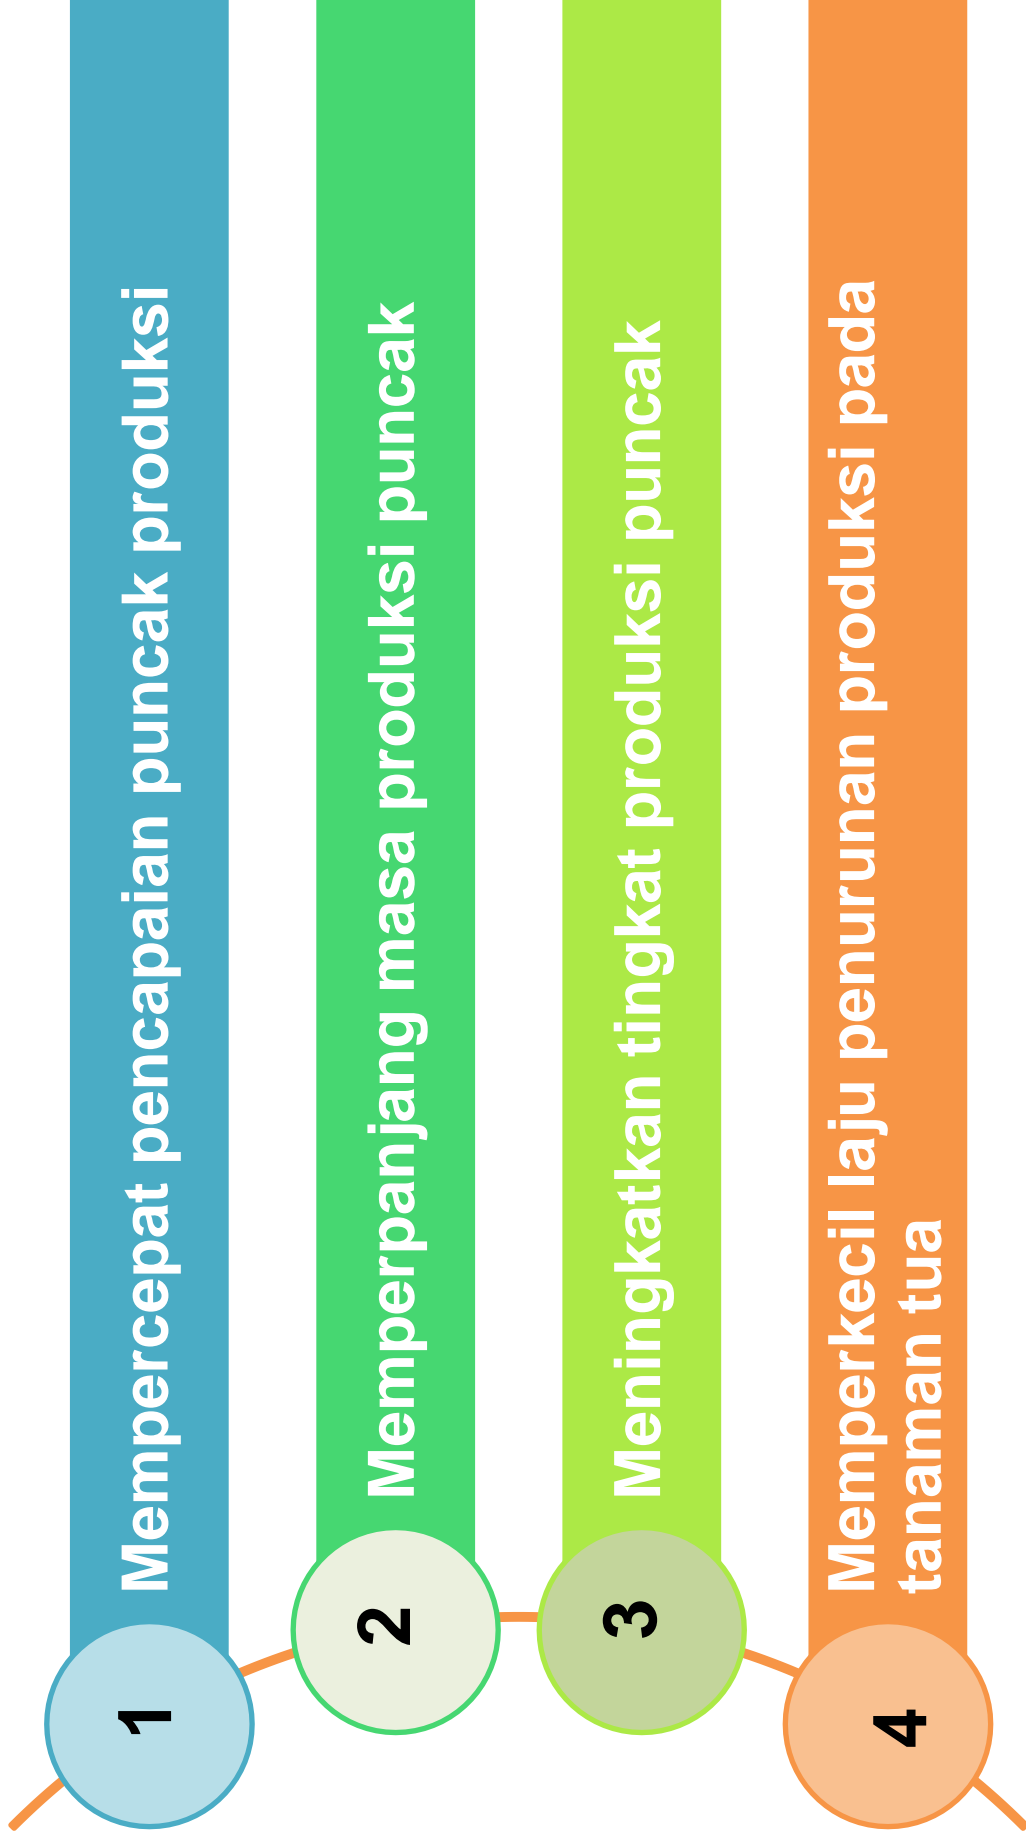 1
Mempercepat pencapaian puncak produksi
2
Memperpanjang masa produksi puncak
3
Meningkatkan tingkat produksi puncak
4
Memperkecil laju penurunan produksi pada
tanaman tua